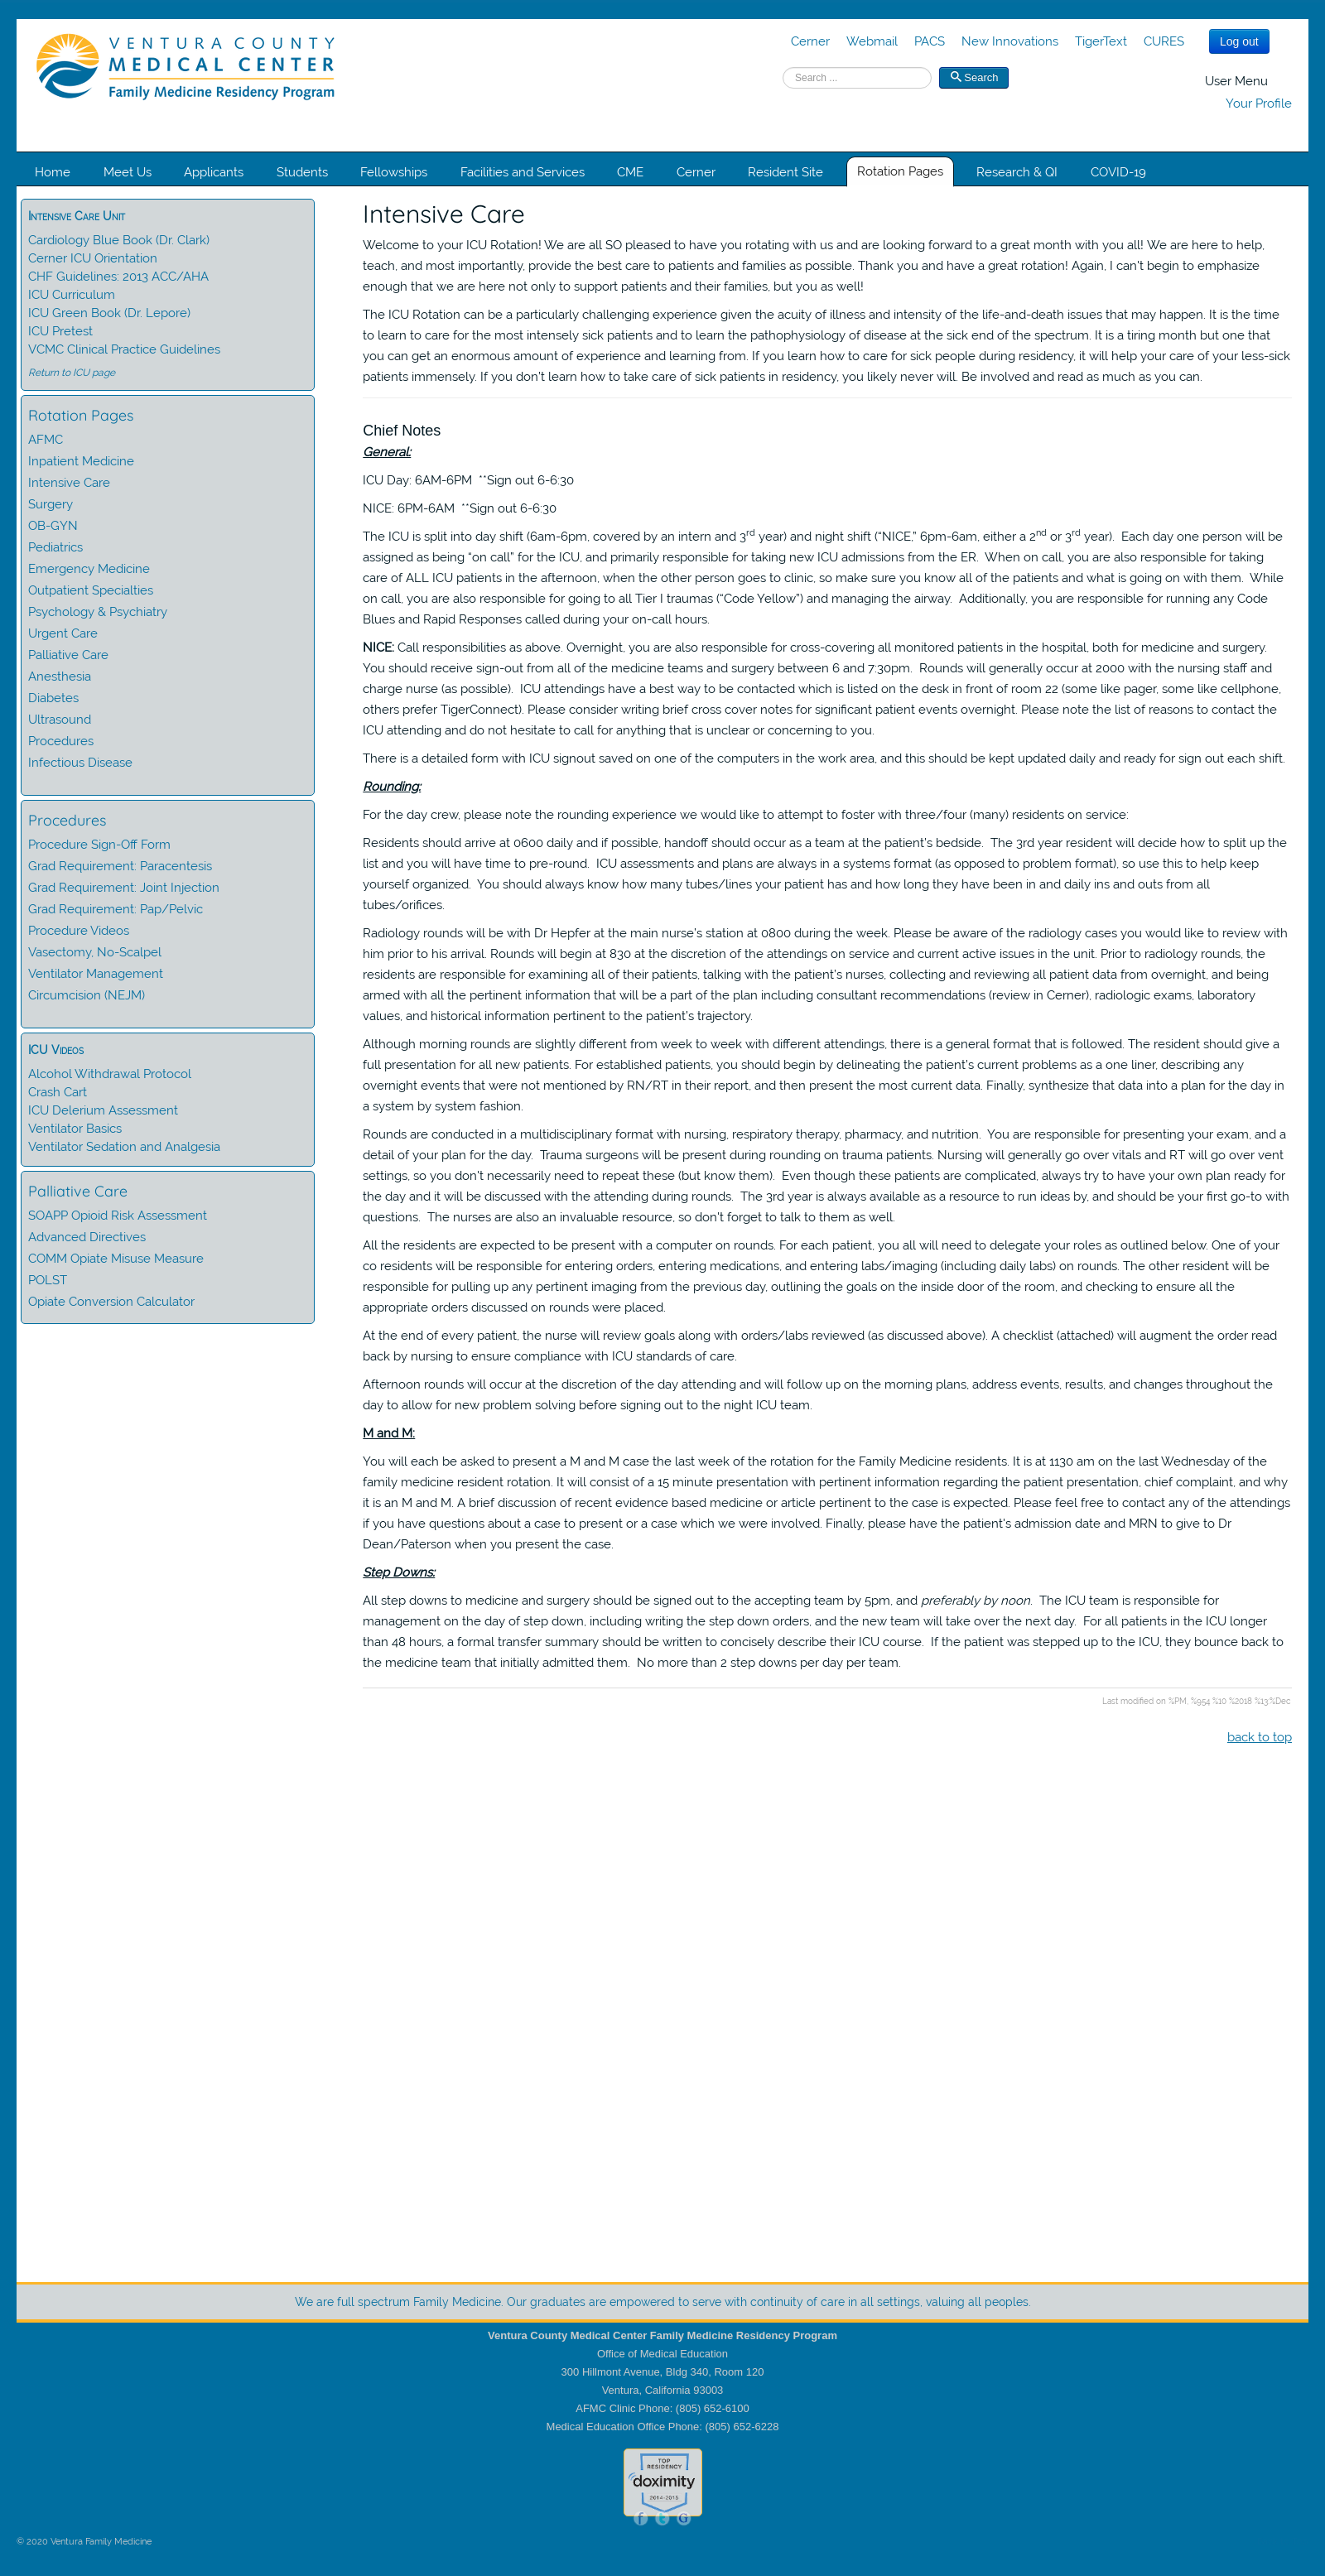 VENTURA COUNTY
MEDICAL CENTER
Family Medicine Residency Program
Cerner Webmail PACS New Innovations TigerText CURES Log out
Search ... Search
User Menu
Your Profile
Home Meet Us Applicants Students Fellowships Facilities and Services CME Cerner Resident Site Rotation Pages Research & QI COVID-19
Intensive Care Unit
Cardiology Blue Book (Dr. Clark)
Cerner ICU Orientation
CHF Guidelines: 2013 ACC/AHA
ICU Curriculum
ICU Green Book (Dr. Lepore)
ICU Pretest
VCMC Clinical Practice Guidelines
Return to ICU page
Rotation Pages
AFMC
Inpatient Medicine
Intensive Care
Surgery
OB-GYN
Pediatrics
Emergency Medicine
Outpatient Specialties
Psychology & Psychiatry
Urgent Care
Palliative Care
Anesthesia
Diabetes
Ultrasound
Procedures
Infectious Disease
Procedures
Procedure Sign-Off Form
Grad Requirement: Paracentesis
Grad Requirement: Joint Injection
Grad Requirement: Pap/Pelvic
Procedure Videos
Vasectomy, No-Scalpel
Ventilator Management
Circumcision (NEJM)
ICU Videos
Alcohol Withdrawal Protocol
Crash Cart
ICU Delerium Assessment
Ventilator Basics
Ventilator Sedation and Analgesia
Palliative Care
SOAPP Opioid Risk Assessment
Advanced Directives
COMM Opiate Misuse Measure
POLST
Opiate Conversion Calculator
Intensive Care
Welcome to your ICU Rotation! We are all SO pleased to have you rotating with us and are looking forward to a great month with you all! We are here to help,
teach, and most importantly, provide the best care to patients and families as possible. Thank you and have a great rotation! Again, I can't begin to emphasize
enough that we are here not only to support patients and their families, but you as well!
The ICU Rotation can be a particularly challenging experience given the acuity of illness and intensity of the life-and-death issues that may happen. It is the time
to learn to care for the most intensely sick patients and to learn the pathophysiology of disease at the sick end of the spectrum. It is a tiring month but one that
you can get an enormous amount of experience and learning from. If you learn how to care for sick people during residency, it will help your care of your less-sick
patients immensely. If you don't learn how to take care of sick patients in residency, you likely never will. Be involved and read as much as you can.
Chief Notes
General:
ICU Day: 6AM-6PM **Sign out 6-6:30
NICE: 6PM-6AM **Sign out 6-6:30
The ICU is split into day shift (6am-6pm, covered by an intern and 3rd year) and night shift ("NICE," 6pm-6am, either a 2nd or 3rd year). Each day one person will be
assigned as being "on call" for the ICU, and primarily responsible for taking new ICU admissions from the ER. When on call, you are also responsible for taking
care of ALL ICU patients in the afternoon, when the other person goes to clinic, so make sure you know all of the patients and what is going on with them. While
on call, you are also responsible for going to all Tier I traumas ("Code Yellow") and managing the airway. Additionally, you are responsible for running any Code
Blues and Rapid Responses called during your on-call hours.
NICE: Call responsibilities as above. Overnight, you are also responsible for cross-covering all monitored patients in the hospital, both for medicine and surgery.
You should receive sign-out from all of the medicine teams and surgery between 6 and 7:30pm. Rounds will generally occur at 2000 with the nursing staff and
charge nurse (as possible). ICU attendings have a best way to be contacted which is listed on the desk in front of room 22 (some like pager, some like cellphone,
others prefer TigerConnect). Please consider writing brief cross cover notes for significant patient events overnight. Please note the list of reasons to contact the
ICU attending and do not hesitate to call for anything that is unclear or concerning to you.
There is a detailed form with ICU signout saved on one of the computers in the work area, and this should be kept updated daily and ready for sign out each shift.
Rounding:
For the day crew, please note the rounding experience we would like to attempt to foster with three/four (many) residents on service:
Residents should arrive at 0600 daily and if possible, handoff should occur as a team at the patient's bedside. The 3rd year resident will decide how to split up the
list and you will have time to pre-round. ICU assessments and plans are always in a systems format (as opposed to problem format), so use this to help keep
yourself organized. You should always know how many tubes/lines your patient has and how long they have been in and daily ins and outs from all
tubes/orifices.
Radiology rounds will be with Dr Hepfer at the main nurse's station at 0800 during the week. Please be aware of the radiology cases you would like to review with
him prior to his arrival. Rounds will begin at 830 at the discretion of the attendings on service and current active issues in the unit. Prior to radiology rounds, the
residents are responsible for examining all of their patients, talking with the patient's nurses, collecting and reviewing all patient data from overnight, and being
armed with all the pertinent information that will be a part of the plan including consultant recommendations (review in Cerner), radiologic exams, laboratory
values, and historical information pertinent to the patient's trajectory.
Although morning rounds are slightly different from week to week with different attendings, there is a general format that is followed. The resident should give a
full presentation for all new patients. For established patients, you should begin by delineating the patient's current problems as a one liner, describing any
overnight events that were not mentioned by RN/RT in their report, and then present the most current data. Finally, synthesize that data into a plan for the day in
a system by system fashion.
Rounds are conducted in a multidisciplinary format with nursing, respiratory therapy, pharmacy, and nutrition. You are responsible for presenting your exam, and a
detail of your plan for the day. Trauma surgeons will be present during rounding on trauma patients. Nursing will generally go over vitals and RT will go over vent
settings, so you don't necessarily need to repeat these (but know them). Even though these patients are complicated, always try to have your own plan ready for
the day and it will be discussed with the attending during rounds. The 3rd year is always available as a resource to run ideas by, and should be your first go-to with
questions. The nurses are also an invaluable resource, so don't forget to talk to them as well.
All the residents are expected to be present with a computer on rounds. For each patient, you all will need to delegate your roles as outlined below. One of your
co residents will be responsible for entering orders, entering medications, and entering labs/imaging (including daily labs) on rounds. The other resident will be
responsible for pulling up any pertinent imaging from the previous day, outlining the goals on the inside door of the room, and checking to ensure all the
appropriate orders discussed on rounds were placed.
At the end of every patient, the nurse will review goals along with orders/labs reviewed (as discussed above). A checklist (attached) will augment the order read
back by nursing to ensure compliance with ICU standards of care.
Afternoon rounds will occur at the discretion of the day attending and will follow up on the morning plans, address events, results, and changes throughout the
day to allow for new problem solving before signing out to the night ICU team.
M and M:
You will each be asked to present a M and M case the last week of the rotation for the Family Medicine residents. It is at 1130 am on the last Wednesday of the
family medicine resident rotation. It will consist of a 15 minute presentation with pertinent information regarding the patient presentation, chief complaint, and why
it is an M and M. A brief discussion of recent evidence based medicine or article pertinent to the case is expected. Please feel free to contact any of the attendings
if you have questions about a case to present or a case which we were involved. Finally, please have the patient's admission date and MRN to give to Dr
Dean/Paterson when you present the case.
Step Downs:
All step downs to medicine and surgery should be signed out to the accepting team by 5pm, and preferably by noon. The ICU team is responsible for
management on the day of step down, including writing the step down orders, and the new team will take over the next day. For all patients in the ICU longer
than 48 hours, a formal transfer summary should be written to concisely describe their ICU course. If the patient was stepped up to the ICU, they bounce back to
the medicine team that initially admitted them. No more than 2 step downs per day per team.
Last modified on %PM, %954 %10 %2018 %13:%Dec
back to top
We are full spectrum Family Medicine. Our graduates are empowered to serve with continuity of care in all settings, valuing all peoples.
Ventura County Medical Center Family Medicine Residency Program
Office of Medical Education
300 Hillmont Avenue, Bldg 340, Room 120
Ventura, California 93003
AFMC Clinic Phone: (805) 652-6100
Medical Education Office Phone: (805) 652-6228
TOP
RESIDENCY
doximity
2014-2015
f t G
© 2020 Ventura Family Medicine